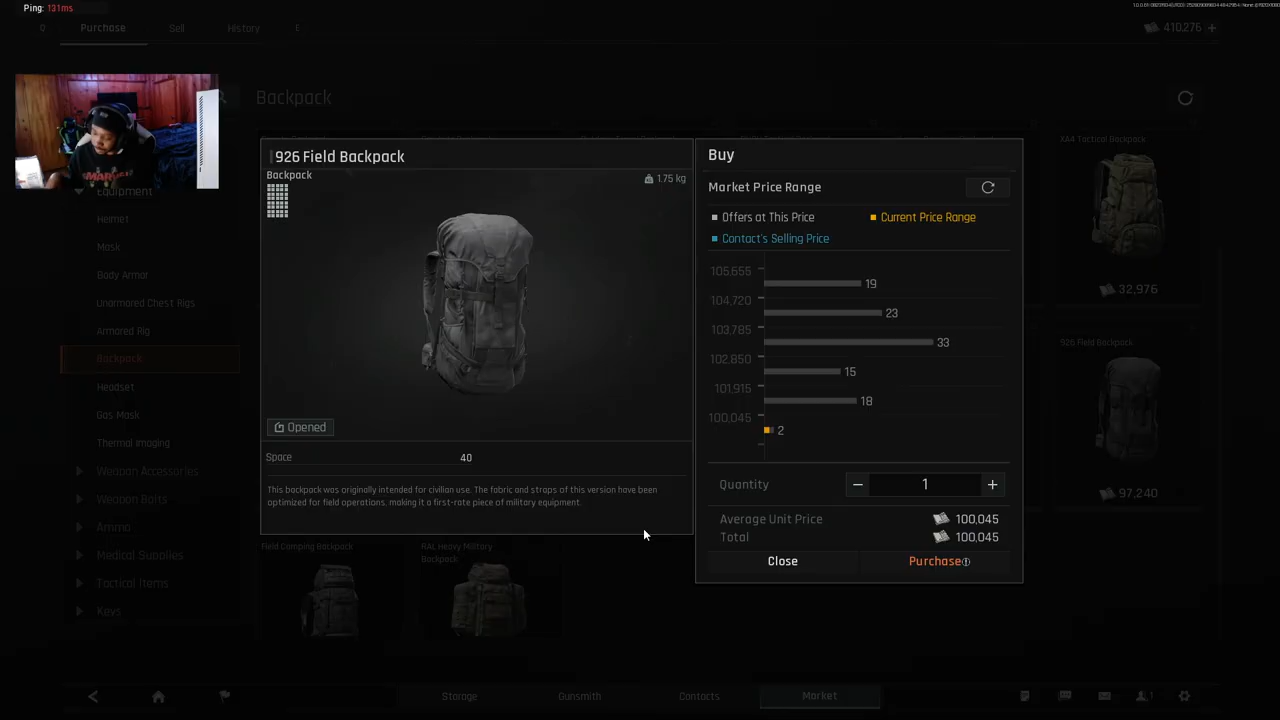 Ping: 131ms
Q Purchase Sell History E
410,276 +
Backpack
Equipment
Helmet
Mask
Body Armor
Unarmored Chest Rigs
Armored Rig
Backpack
Headset
Gas Mask
Thermal Imaging
Weapon Accessories
Weapon Bolts
Ammo
Medical Supplies
Tactical Items
Keys
926 Field Backpack
Backpack
1.75 kg
Opened
Space 40
This backpack was originally intended for civilian use. The fabric and straps of this version have been
optimized for field operations, making it a first-rate piece of military equipment.
Buy
Market Price Range
Offers at This Price
Current Price Range
Contact's Selling Price
105,655
19
104,720
23
103,785
33
102,850
15
101,915
18
100,045
2
Quantity − 1 +
Average Unit Price 100,045
Total 100,045
Close Purchase
XA4 Tactical Backpack
32,976
926 Field Backpack
97,240
Field Camping Backpack
RAL Heavy Military
Backpack
Storage Gunsmith Contacts Market
1